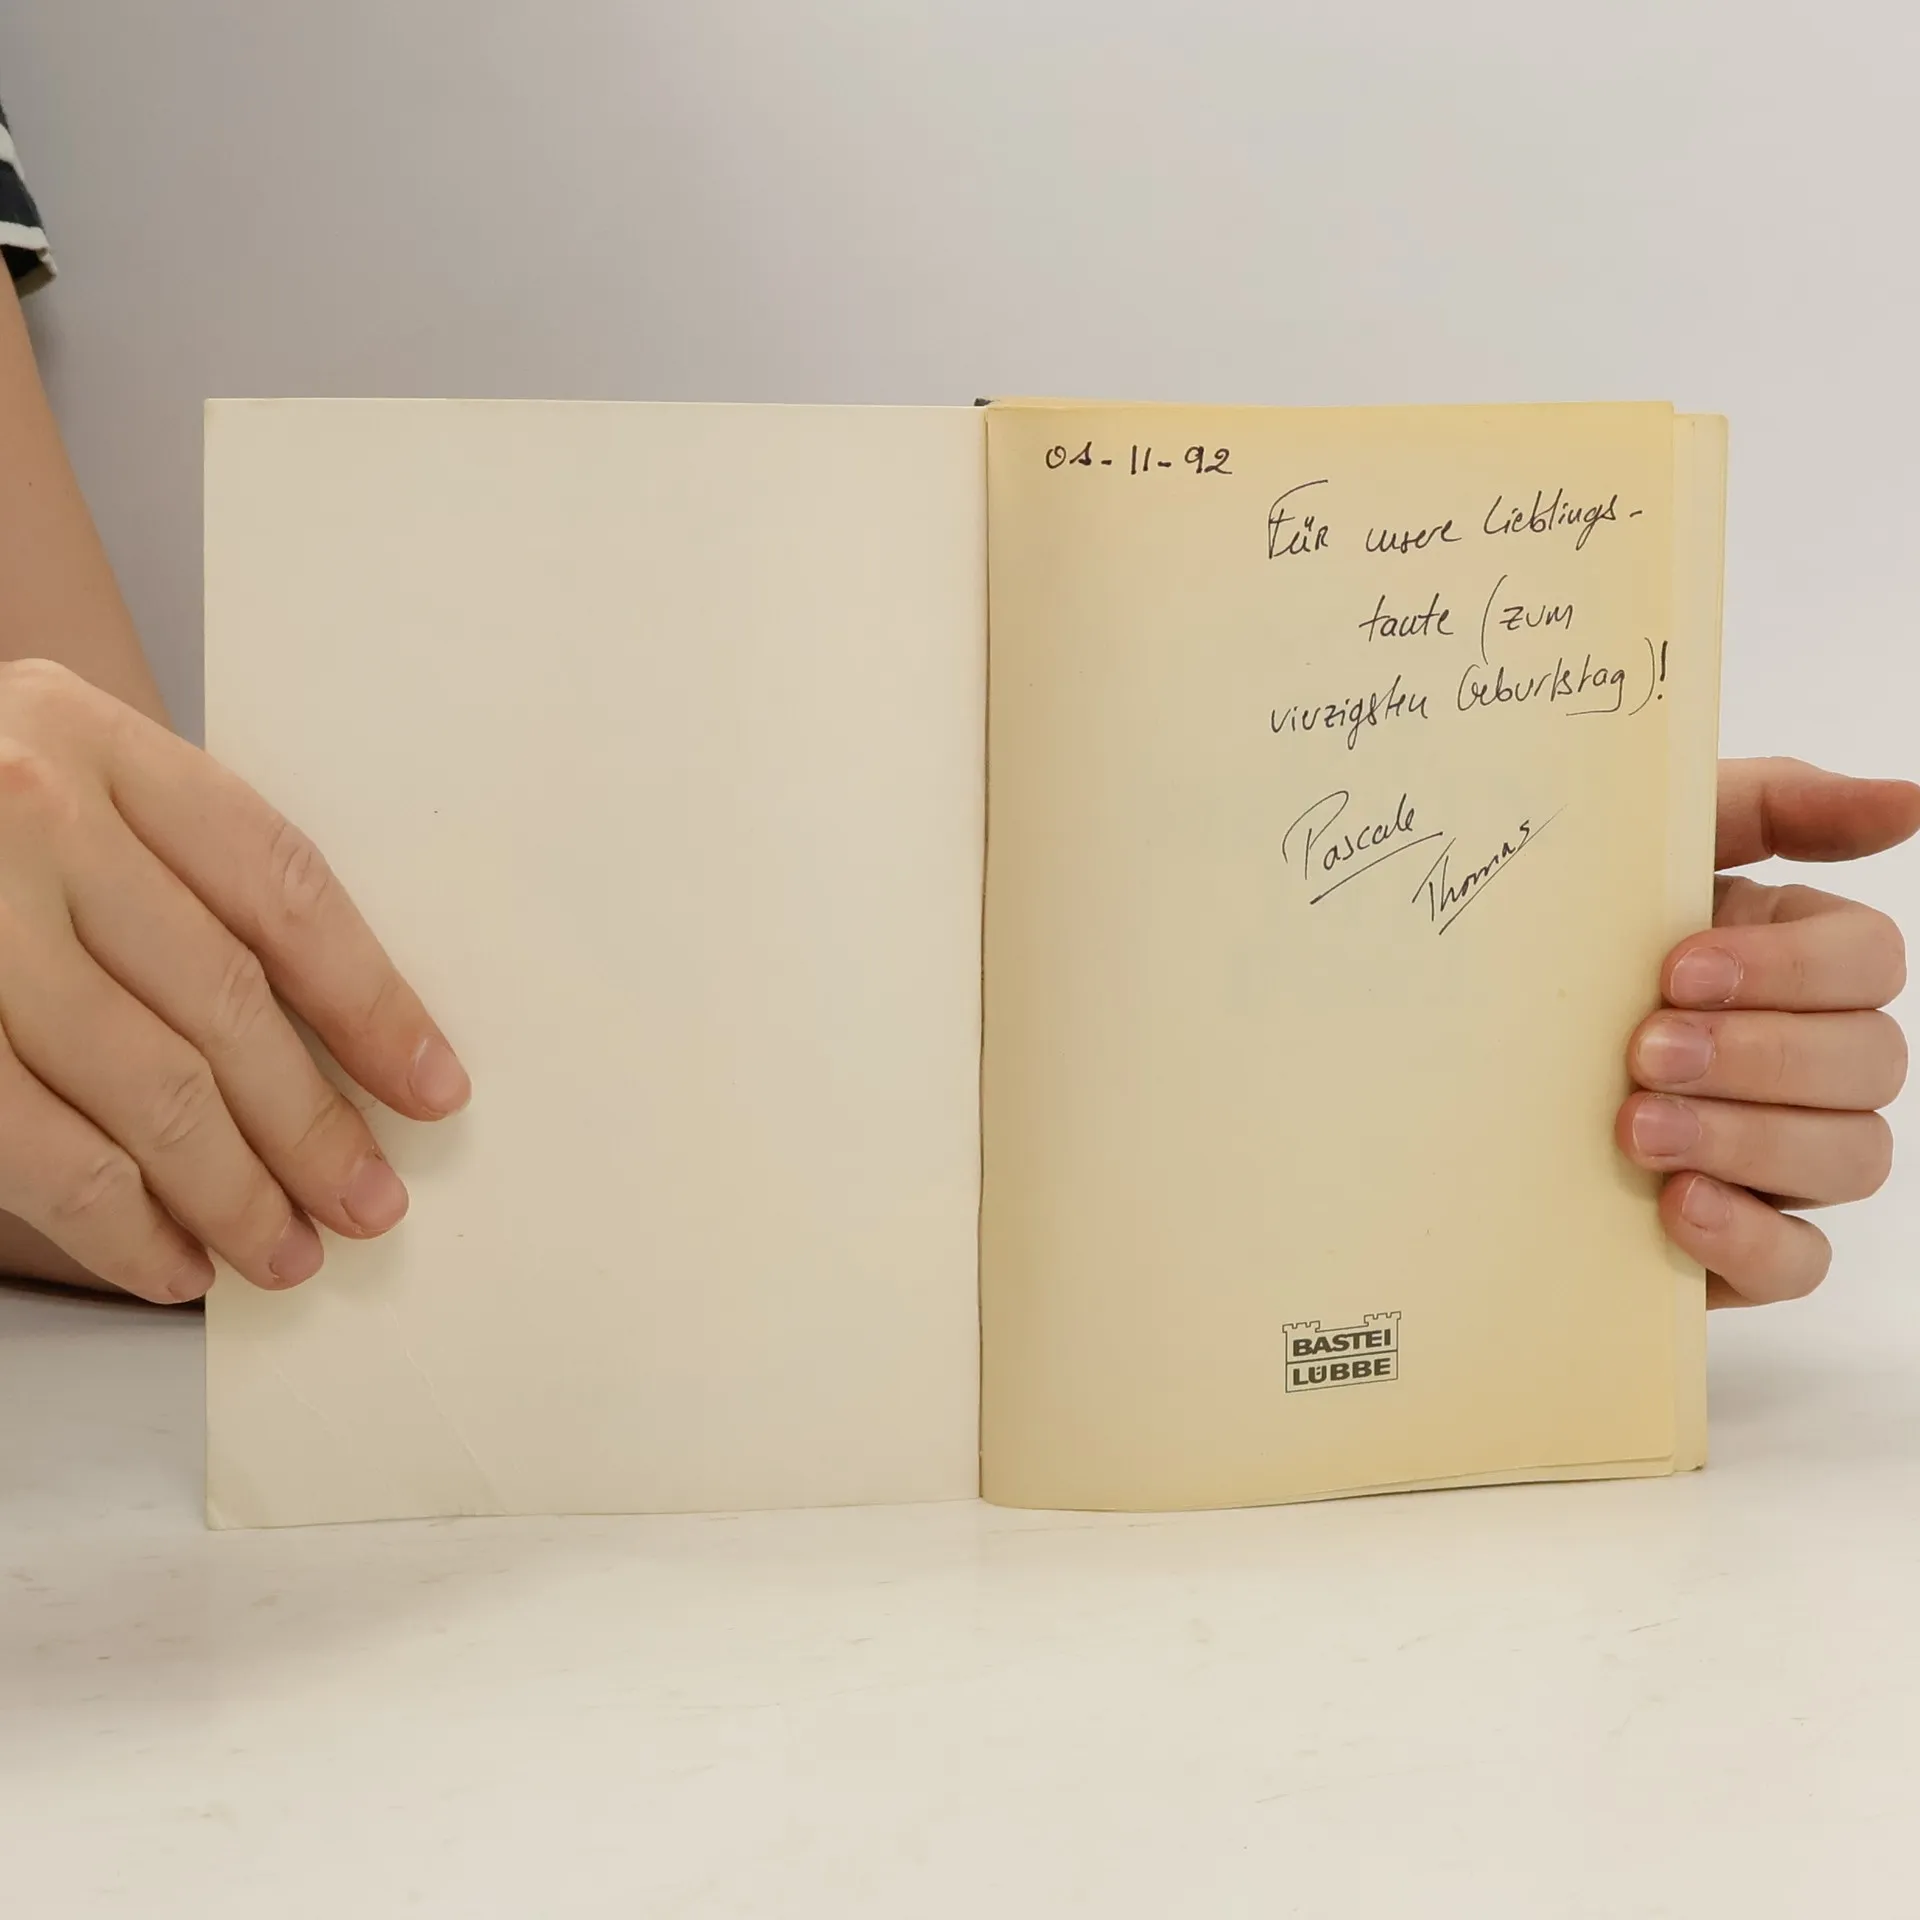 01-11-92
Für unsere Lieblings-
tante (zum
vierzigsten Geburtstag)!
Pascale
Thomas
BASTEI
LÜBBE